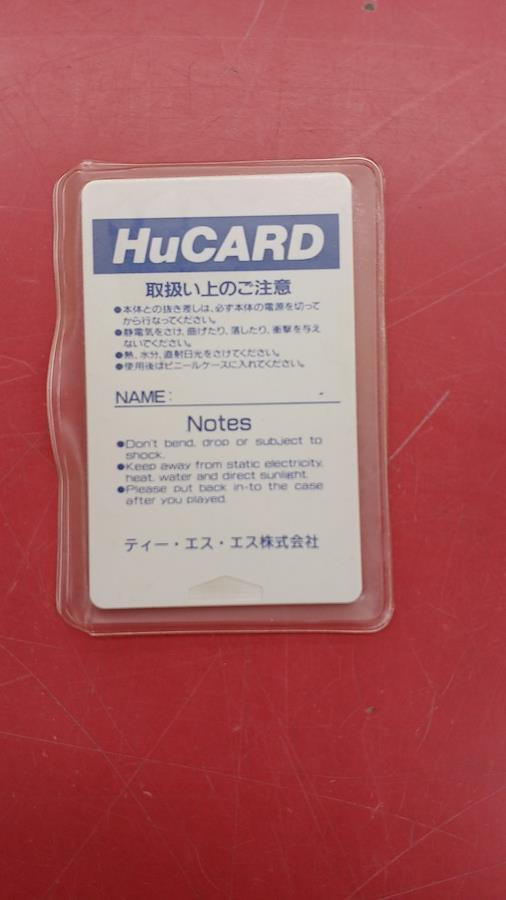 HuCARD
取扱い上のご注意
●本体との抜き差しは、必ず本体の電源を切って
から行なってください。
●静電気をさけ、曲げたり、落したり、衝撃を与え
ないでください。
●熱、水分、直射日光をさけてください。
●使用後はビニールケースに入れてください。
NAME:
Notes
●Don't bend, drop or subject to
shock.
●Keep away from static electricity,
heat, water and direct sunlight.
●Please put back in-to the case
after you played.
ティー・エス・エス株式会社